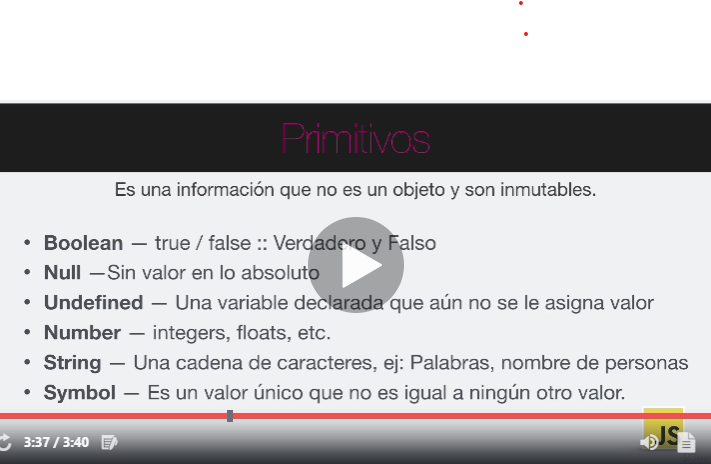 Primitivos
Es una información que no es un objeto y son inmutables.
• Boolean — true / false :: Verdadero y Falso
• Null —Sin valor en lo absoluto
• Undefined — Una variable declarada que aún no se le asigna valor
• Number — integers, floats, etc.
• String — Una cadena de caracteres, ej: Palabras, nombre de personas
• Symbol — Es un valor único que no es igual a ningún otro valor.
3:37 / 3:40
JS